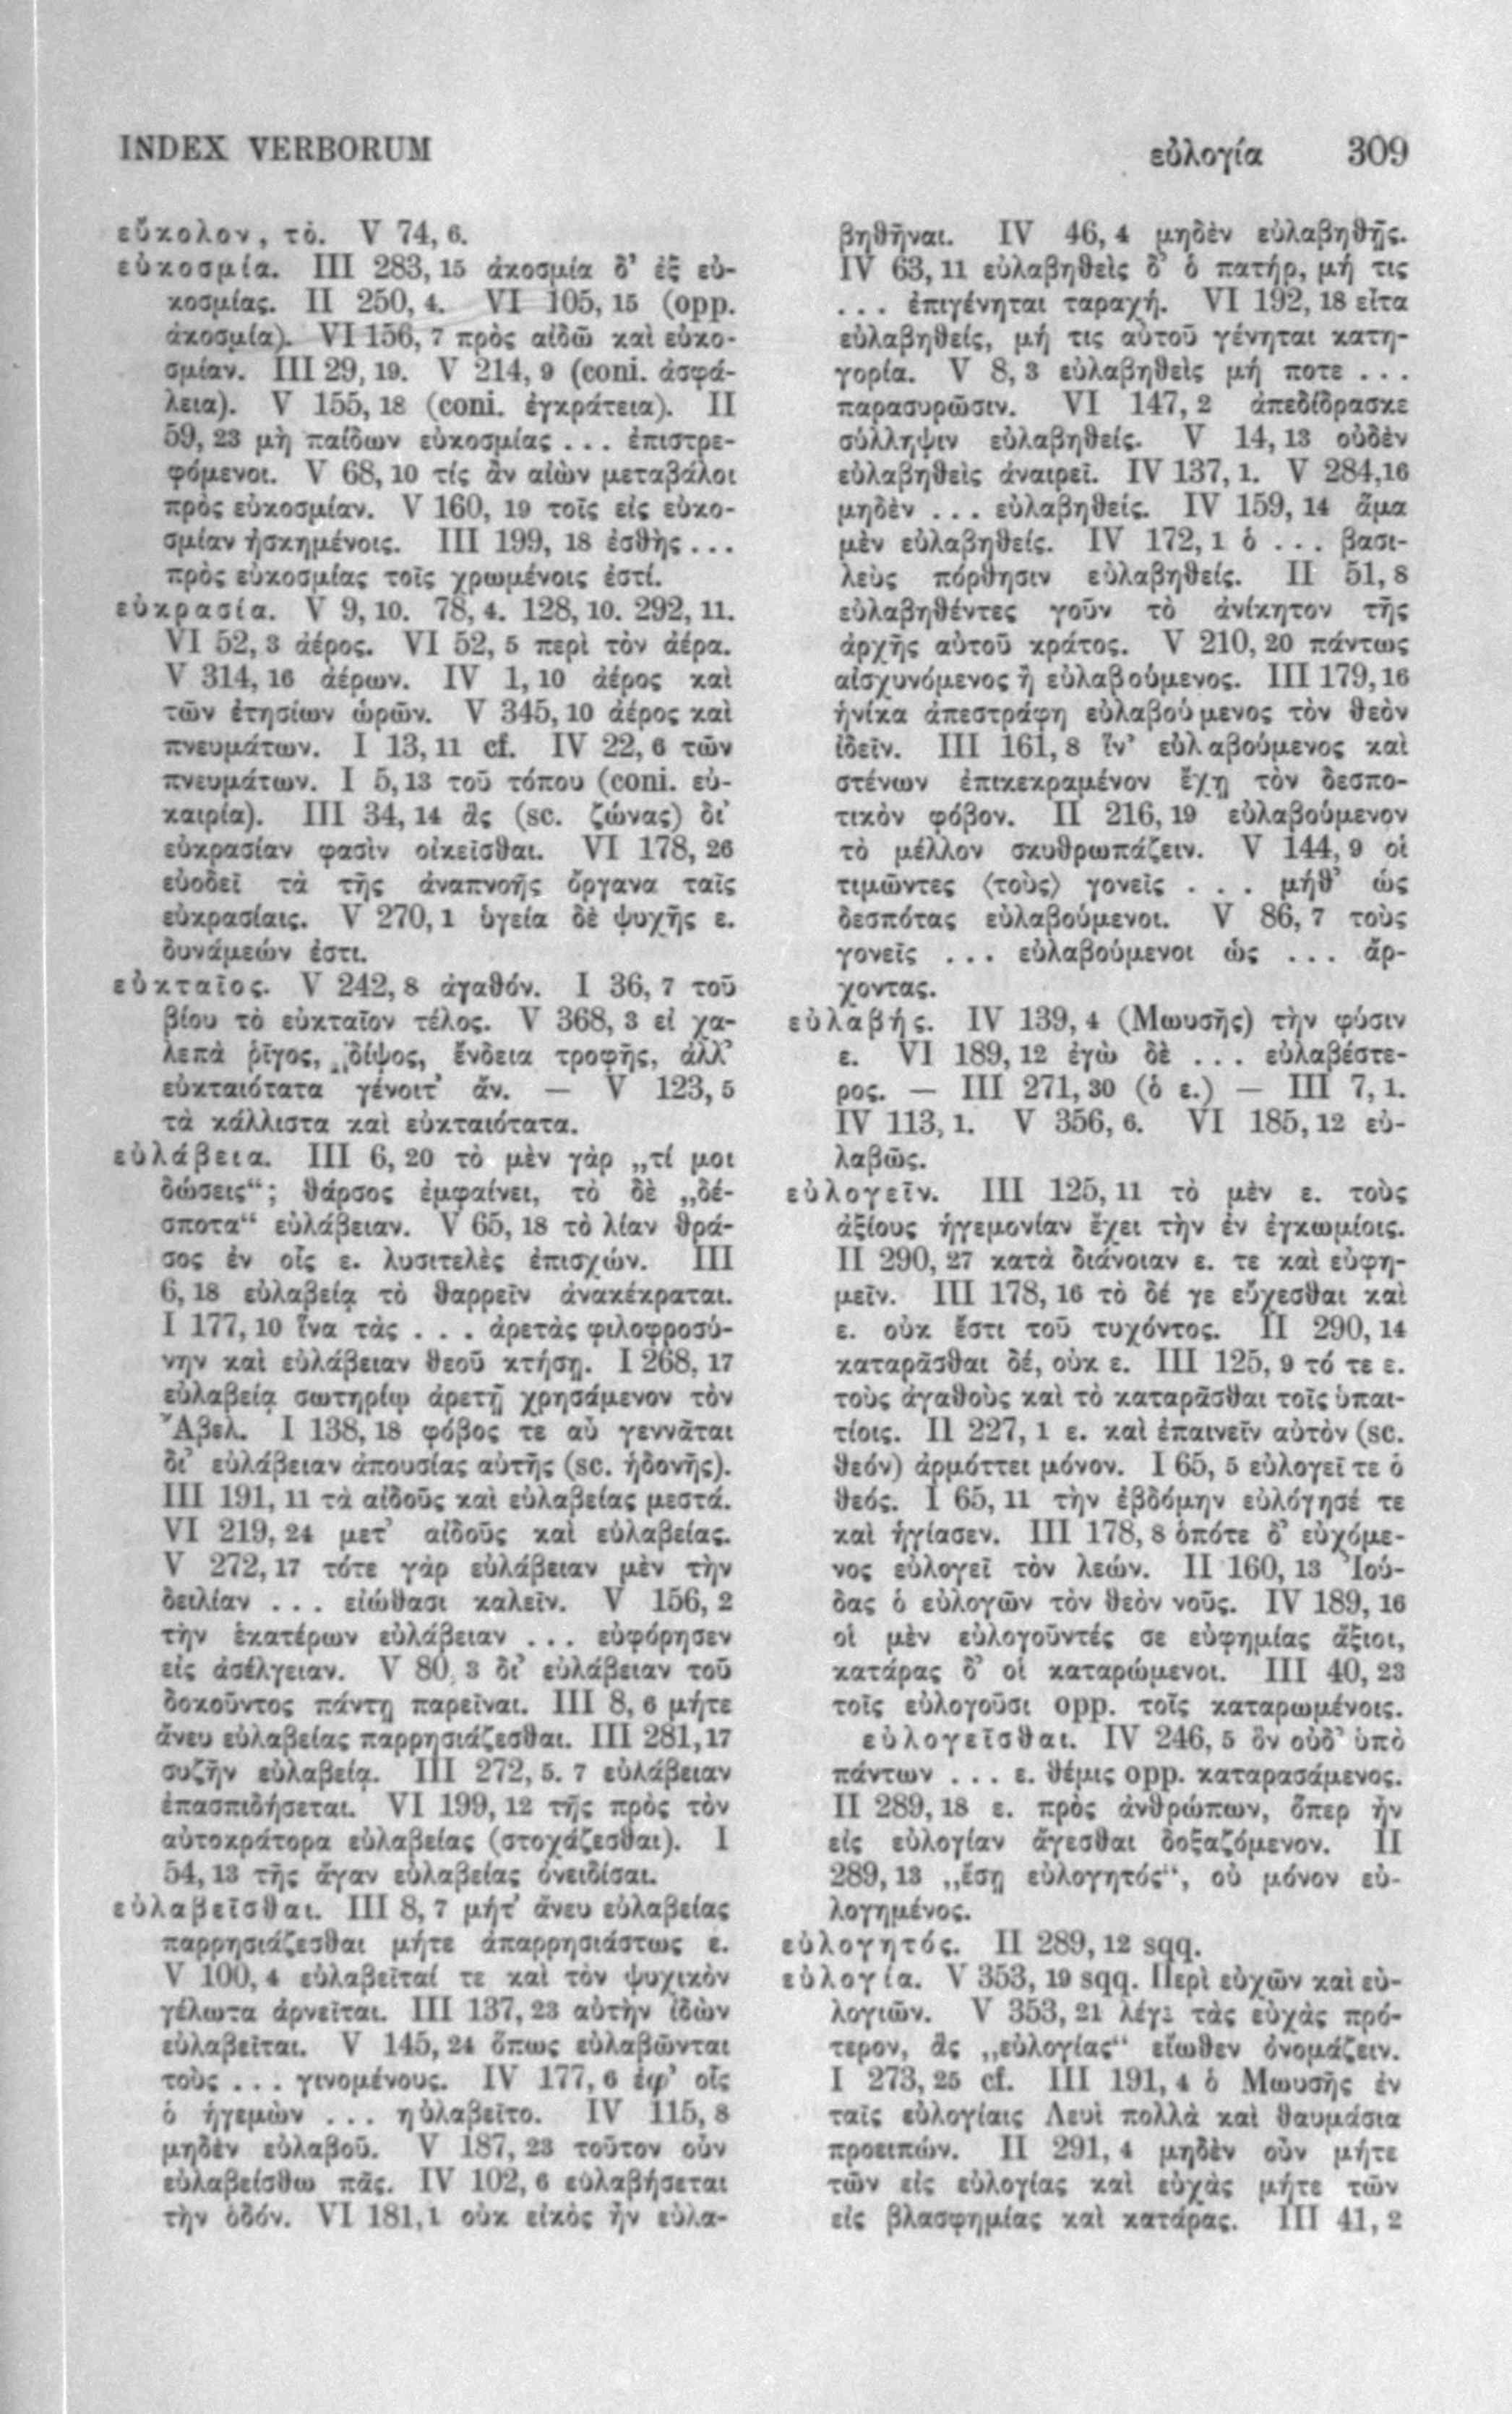 INDEX VERBORUM
εὐλογία 309
εὔκολον, τὸ. V 74, 6.
εὐκοσμία. III 283, 15 ἀκοσμία δ’ ἐξ εὐ-
κοσμίας. II 250, 4. VI 105, 15 (opp.
ἀκοσμία). VI 156, 7 πρὸς αἰδῶ καὶ εὐκο-
σμίαν. III 29, 19. V 214, 9 (coni. ἀσφά-
λεια). V 155, 18 (coni. ἐγκράτεια). II
59, 23 μὴ παίδων εὐκοσμίας ... ἐπιστρε-
φόμενοι. V 68, 10 τίς ἂν αἰὼν μεταβάλοι
πρὸς εὐκοσμίαν. V 160, 19 τοῖς εἰς εὐκο-
σμίαν ἠσκημένοις. III 199, 18 ἐσθὴς ...
πρὸς εὐκοσμίας τοῖς χρωμένοις ἐστί.
εὐκρασία. V 9, 10. 78, 4. 128, 10. 292, 11.
VI 52, 3 ἀέρος. VI 52, 5 περὶ τὸν ἀέρα.
V 314, 16 ἀέρων. IV 1, 10 ἀέρος καὶ
τῶν ἐτησίων ὡρῶν. V 345, 10 ἀέρος καὶ
πνευμάτων. I 13, 11 cf. IV 22, 6 τῶν
πνευμάτων. I 5, 13 τοῦ τόπου (coni. εὐ-
καιρία). III 34, 14 ἃς (sc. ζώνας) δι’
εὐκρασίαν φασὶν οἰκεῖσθαι. VI 178, 26
εὐοδεῖ τὰ τῆς ἀναπνοῆς ὄργανα ταῖς
εὐκρασίαις. V 270, 1 ὑγεία δὲ ψυχῆς ε.
δυνάμεών ἐστι.
εὐκταῖος. V 242, 8 ἀγαθόν. I 36, 7 τοῦ
βίου τὸ εὐκταῖον τέλος. V 368, 3 εἰ χα-
λεπὰ ῥῖγος, δίψος, ἔνδεια τροφῆς, ἀλλ’
εὐκταιότατα γένοιτ’ ἄν. — V 123, 5
τὰ κάλλιστα καὶ εὐκταιότατα.
εὐλάβεια. III 6, 20 τὸ μὲν γὰρ „τί μοι
δώσεις“; θάρσος ἐμφαίνει, τὸ δὲ „δέ-
σποτα“ εὐλάβειαν. V 65, 18 τὸ λίαν θρά-
σος ἐν οἷς ε. λυσιτελὲς ἐπισχών. III
6, 18 εὐλαβείᾳ τὸ θαρρεῖν ἀνακέκραται.
I 177, 10 ἵνα τὰς ... ἀρετὰς φιλοφροσύ-
νην καὶ εὐλάβειαν θεοῦ κτήσῃ. I 268, 17
εὐλαβείᾳ σωτηρίῳ ἀρετῇ χρησάμενον τὸν
Ἄβελ. I 138, 18 φόβος τε αὖ γεννᾶται
δι’ εὐλάβειαν ἀπουσίας αὐτῆς (sc. ἡδονῆς).
III 191, 11 τὰ αἰδοῦς καὶ εὐλαβείας μεστά.
VI 219, 24 μετ’ αἰδοῦς καὶ εὐλαβείας.
V 272, 17 τότε γὰρ εὐλάβειαν μὲν τὴν
δειλίαν ... εἰώθασι καλεῖν. V 156, 2
τὴν ἑκατέρων εὐλάβειαν ... εὐφόρησεν
εἰς ἀσέλγειαν. V 80, 3 δι’ εὐλάβειαν τοῦ
δοκοῦντος πάντῃ παρεῖναι. III 8, 6 μήτε
ἄνευ εὐλαβείας παρρησιάζεσθαι. III 281, 17
συζῆν εὐλαβείᾳ. III 272, 5. 7 εὐλάβειαν
ἐπασπιδήσεται. VI 199, 12 τῆς πρὸς τὸν
αὐτοκράτορα εὐλαβείας (στοχάζεσθαι). I
54, 13 τῆς ἄγαν εὐλαβείας ὀνειδίσαι.
εὐλαβεῖσθαι. III 8, 7 μήτ’ ἄνευ εὐλαβείας
παρρησιάζεσθαι μήτε ἀπαρρησιάστως ε.
V 100, 4 εὐλαβεῖταί τε καὶ τὸν ψυχικὸν
γέλωτα ἀρνεῖται. III 137, 23 αὐτὴν ἰδὼν
εὐλαβεῖται. V 145, 24 ὅπως εὐλαβῶνται
τοὺς ... γινομένους. IV 177, 6 ἐφ’ οἷς
ὁ ἡγεμὼν ... ηὐλαβεῖτο. IV 115, 8
μηδὲν εὐλαβοῦ. V 187, 23 τοῦτον οὖν
εὐλαβείσθω πᾶς. IV 102, 6 εὐλαβήσεται
τὴν ὁδόν. VI 181, 1 οὐκ εἰκὸς ἦν εὐλα-
βηθῆναι. IV 46, 4 μηδὲν εὐλαβηθῇς.
IV 63, 11 εὐλαβηθεὶς δ’ ὁ πατήρ, μή τις
... ἐπιγένηται ταραχή. VI 192, 18 εἶτα
εὐλαβηθείς, μή τις αὐτοῦ γένηται κατη-
γορία. V 8, 3 εὐλαβηθεὶς μή ποτε ...
παρασυρῶσιν. VI 147, 2 ἀπεδίδρασκε
σύλληψιν εὐλαβηθείς. V 14, 13 οὐδὲν
εὐλαβηθεὶς ἀναιρεῖ. IV 137, 1. V 284, 16
μηδὲν ... εὐλαβηθείς. IV 159, 14 ἅμα
μὲν εὐλαβηθείς. IV 172, 1 ὁ ... βασι-
λεὺς πόρθησιν εὐλαβηθείς. II 51, 8
εὐλαβηθέντες γοῦν τὸ ἀνίκητον τῆς
ἀρχῆς αὐτοῦ κράτος. V 210, 20 πάντως
αἰσχυνόμενος ἢ εὐλαβούμενος. III 179, 16
ἡνίκα ἀπεστράφη εὐλαβούμενος τὸν θεὸν
ἰδεῖν. III 161, 8 ἵν’ εὐλαβούμενος καὶ
στένων ἐπικεκραμένον ἔχῃ τὸν δεσπο-
τικὸν φόβον. II 216, 19 εὐλαβούμενον
τὸ μέλλον σκυθρωπάζειν. V 144, 9 οἱ
τιμῶντες ⟨τοὺς⟩ γονεῖς ... μήθ’ ὡς
δεσπότας εὐλαβούμενοι. V 86, 7 τοὺς
γονεῖς ... εὐλαβούμενοι ὡς ... ἄρ-
χοντας.
εὐλαβής. IV 139, 4 (Μωυσῆς) τὴν φύσιν
ε. VI 189, 12 ἐγὼ δὲ ... εὐλαβέστε-
ρος. — III 271, 30 (ὁ ε.) — III 7, 1.
IV 113, 1. V 356, 6. VI 185, 12 εὐ-
λαβῶς.
εὐλογεῖν. III 125, 11 τὸ μὲν ε. τοὺς
ἀξίους ἡγεμονίαν ἔχει τὴν ἐν ἐγκωμίοις.
II 290, 27 κατὰ διάνοιαν ε. τε καὶ εὐφη-
μεῖν. III 178, 16 τὸ δέ γε εὔχεσθαι καὶ
ε. οὐκ ἔστι τοῦ τυχόντος. II 290, 14
καταρᾶσθαι δέ, οὐκ ε. III 125, 9 τό τε ε.
τοὺς ἀγαθοὺς καὶ τὸ καταρᾶσθαι τοῖς ὑπαι-
τίοις. II 227, 1 ε. καὶ ἐπαινεῖν αὐτὸν (sc.
θεόν) ἁρμόττει μόνον. I 65, 5 εὐλογεῖ τε ὁ
θεός. I 65, 11 τὴν ἑβδόμην εὐλόγησέ τε
καὶ ἡγίασεν. III 178, 8 ὁπότε δ’ εὐχόμε-
νος εὐλογεῖ τὸν λεών. II 160, 13 Ἰού-
δας ὁ εὐλογῶν τὸν θεὸν νοῦς. IV 189, 16
οἱ μὲν εὐλογοῦντές σε εὐφημίας ἄξιοι,
κατάρας δ’ οἱ καταρώμενοι. III 40, 23
τοῖς εὐλογοῦσι opp. τοῖς καταρωμένοις.
εὐλογεῖσθαι. IV 246, 5 ὃν οὐδ’ ὑπὸ
πάντων ... ε. θέμις opp. καταρασάμενος.
II 289, 18 ε. πρὸς ἀνθρώπων, ὅπερ ἦν
εἰς εὐλογίαν ἄγεσθαι δοξαζόμενον. II
289, 13 „ἔσῃ εὐλογητός“, οὐ μόνον εὐ-
λογημένος.
εὐλογητός. II 289, 12 sqq.
εὐλογία. V 353, 19 sqq. Περὶ εὐχῶν καὶ εὐ-
λογιῶν. V 353, 21 λέγε τὰς εὐχὰς πρό-
τερον, ἃς „εὐλογίας“ εἴωθεν ὀνομάζειν.
I 273, 25 cf. III 191, 4 ὁ Μωυσῆς ἐν
ταῖς εὐλογίαις Λευὶ πολλὰ καὶ θαυμάσια
προειπών. II 291, 4 μηδὲν οὖν μήτε
τῶν εἰς εὐλογίας καὶ εὐχὰς μήτε τῶν
εἰς βλασφημίας καὶ κατάρας. III 41, 2